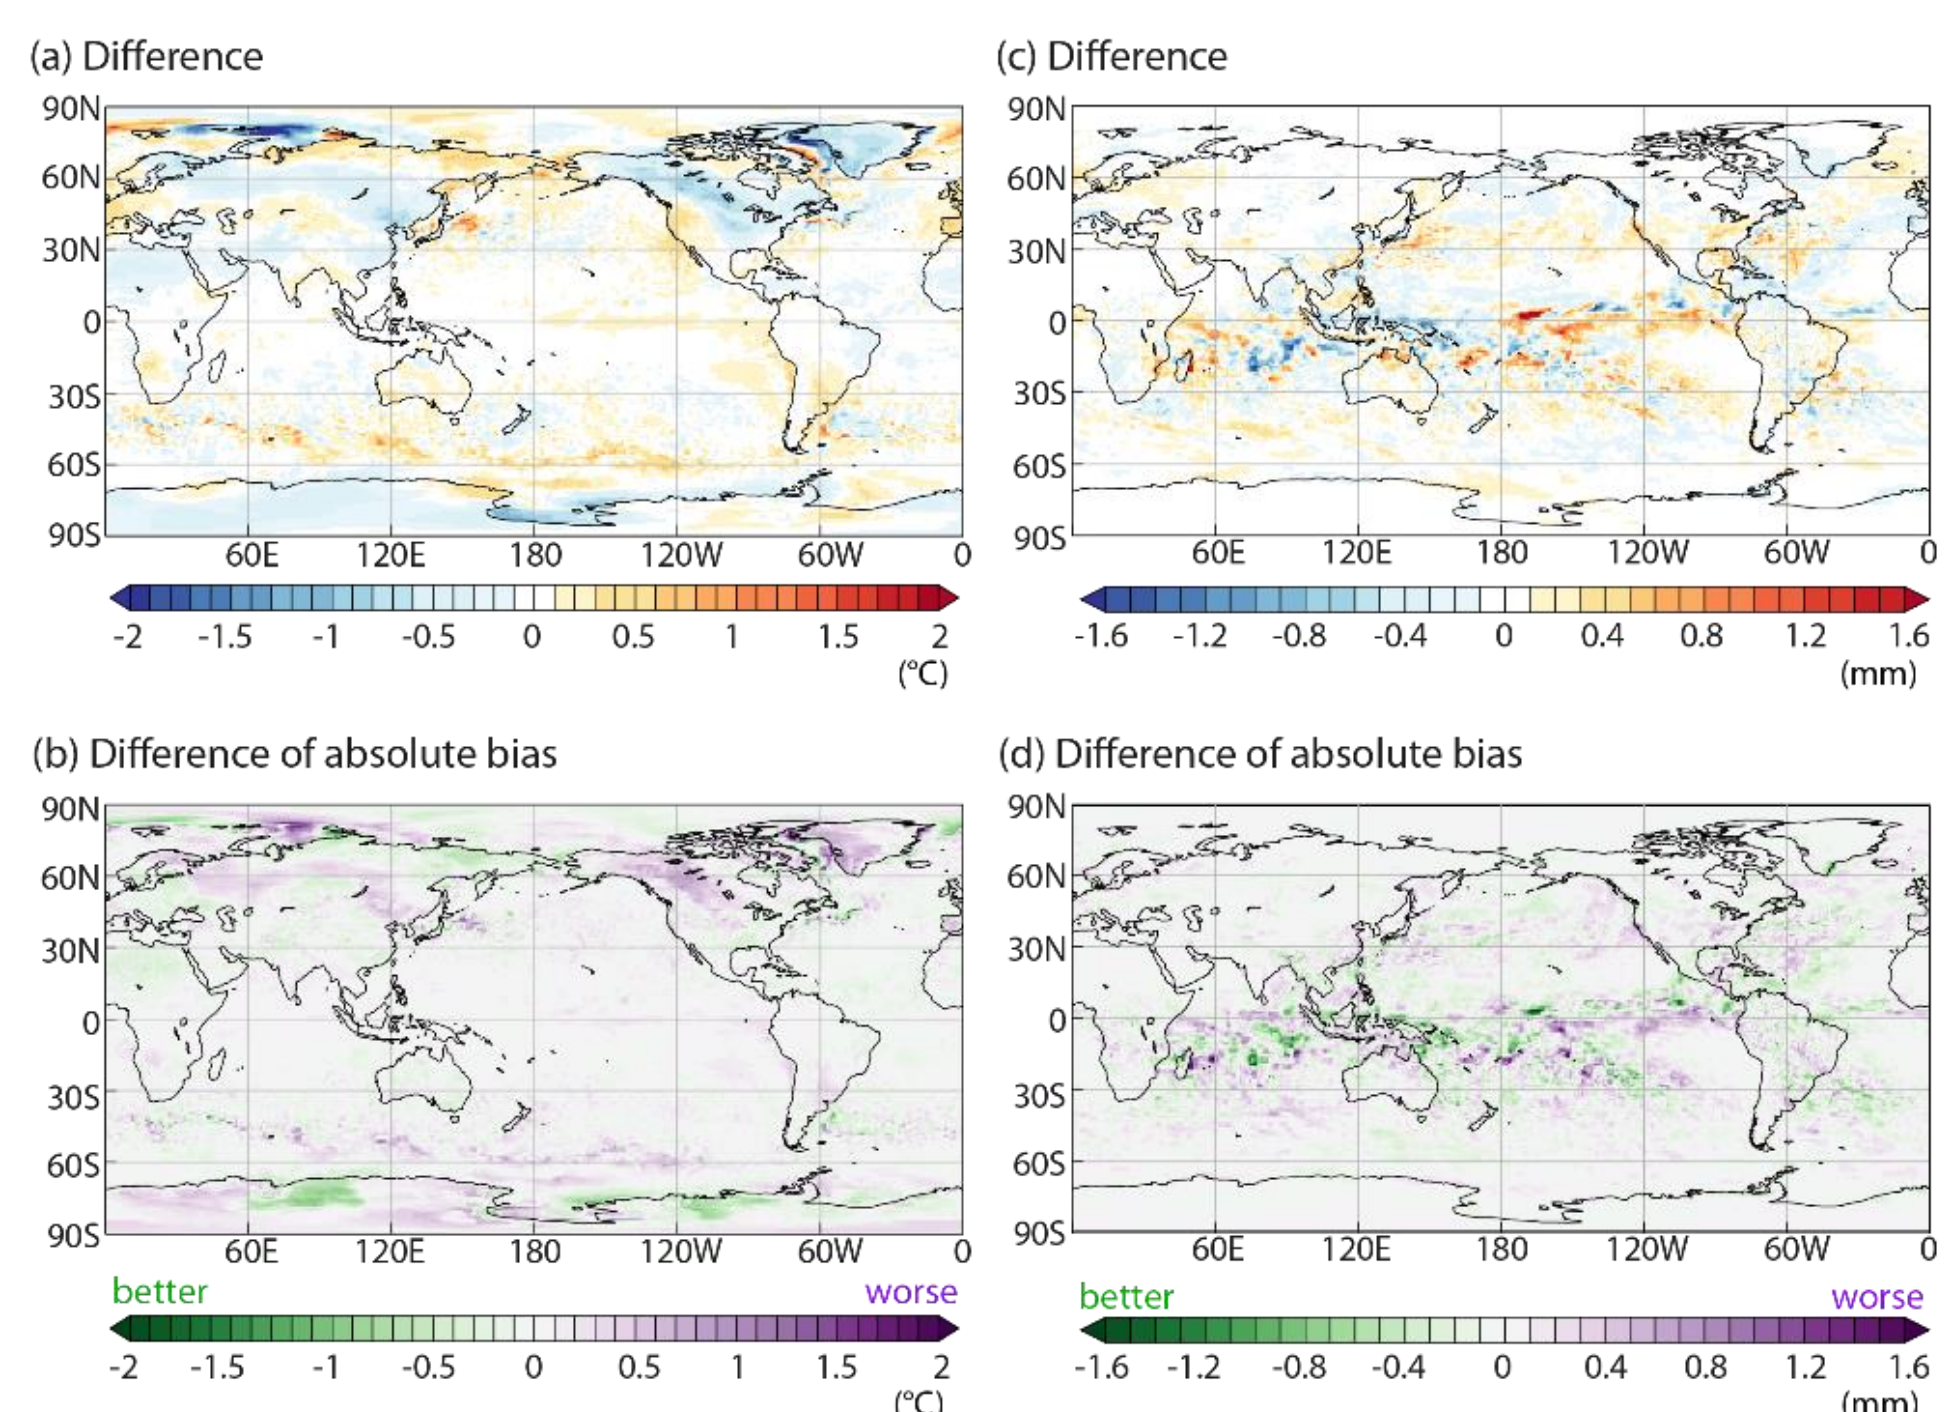 (a) Difference
90N
60N
30N
0
30S
60S
90S
60E 120E 180 120W 60W 0
-2 -1.5 -1 -0.5 0 0.5 1 1.5 2
(°C)
(c) Difference
90N
60N
30N
0
30S
60S
90S
60E 120E 180 120W 60W 0
-1.6 -1.2 -0.8 -0.4 0 0.4 0.8 1.2 1.6
(mm)
(b) Difference of absolute bias
90N
60N
30N
0
30S
60S
90S
60E 120E 180 120W 60W 0
better worse
-2 -1.5 -1 -0.5 0 0.5 1 1.5 2
(°C)
(d) Difference of absolute bias
90N
60N
30N
0
30S
60S
90S
60E 120E 180 120W 60W 0
better worse
-1.6 -1.2 -0.8 -0.4 0 0.4 0.8 1.2 1.6
(mm)